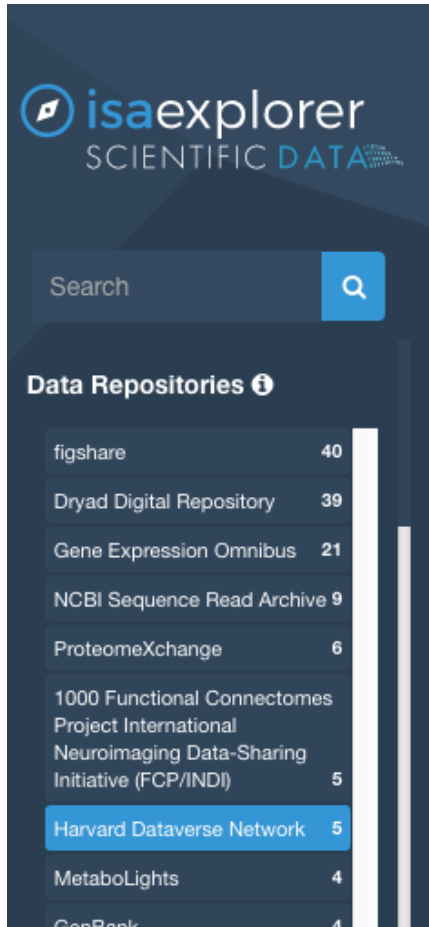 isaexplorer
SCIENTIFIC DATA
Search
Data Repositories
figshare 40
Dryad Digital Repository 39
Gene Expression Omnibus 21
NCBI Sequence Read Archive 9
ProteomeXchange 6
1000 Functional Connectomes
Project International
Neuroimaging Data-Sharing
Initiative (FCP/INDI) 5
Harvard Dataverse Network 5
MetaboLights 4
GenBank 4